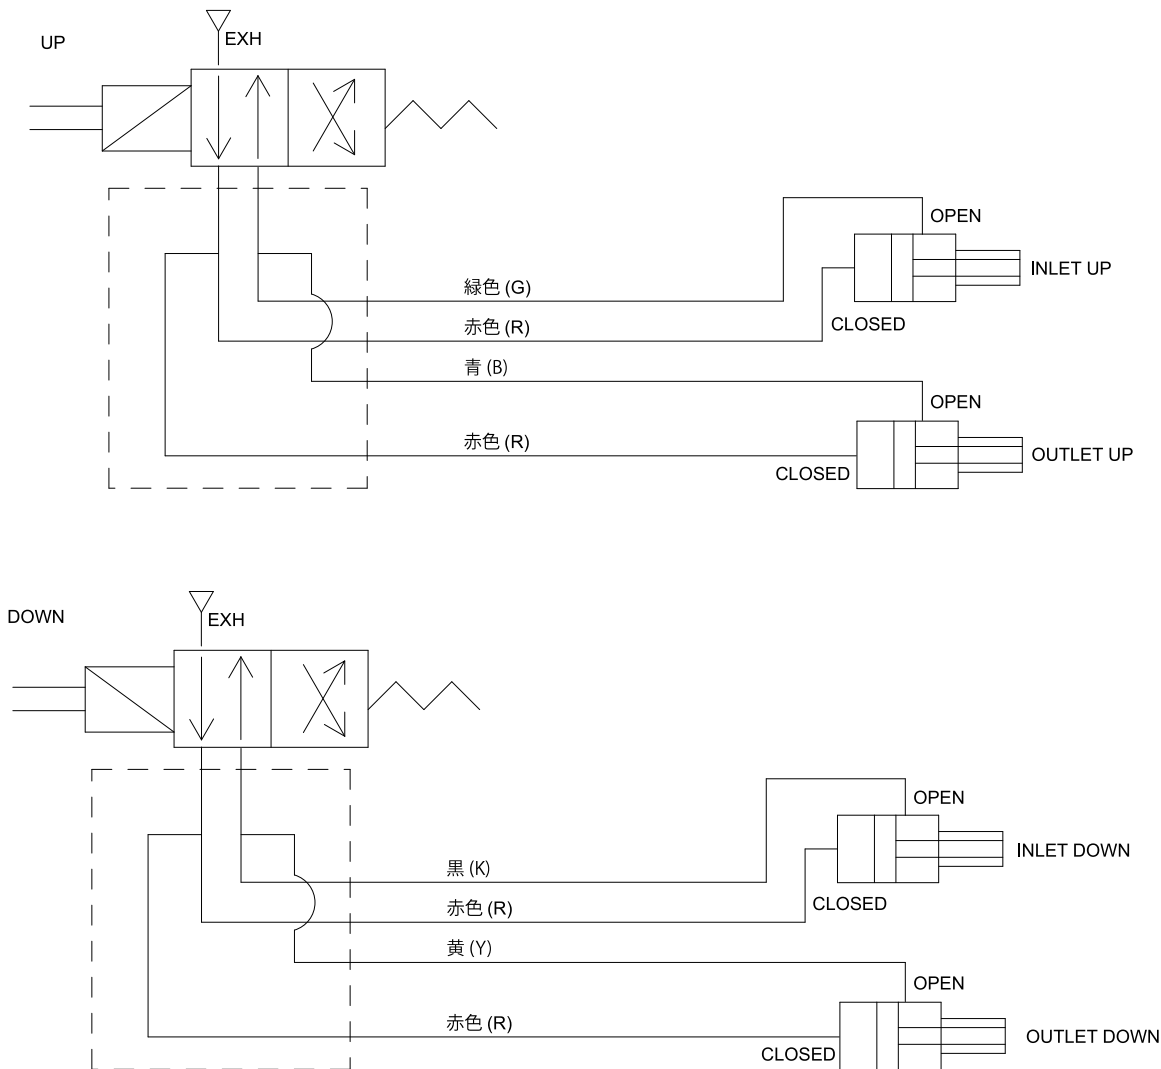 UP
EXH
OPEN
INLET UP
緑色 (G)
赤色 (R)
CLOSED
青 (B)
OPEN
赤色 (R)
OUTLET UP
CLOSED
DOWN
EXH
OPEN
INLET DOWN
黒 (K)
CLOSED
赤色 (R)
黄 (Y)
OPEN
赤色 (R)
OUTLET DOWN
CLOSED